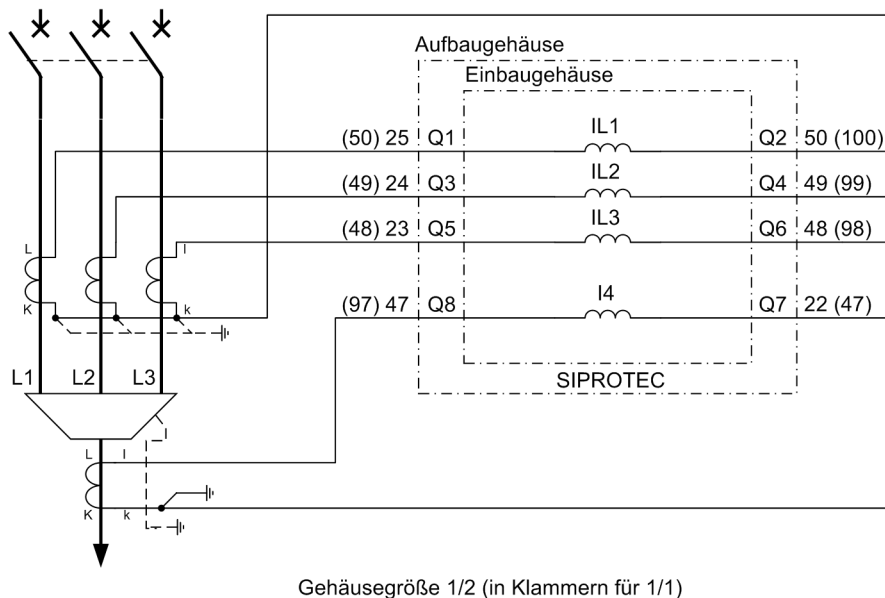 Aufbaugehäuse
Einbaugehäuse
(50) 25 Q1 IL1 Q2 50 (100)
(49) 24 Q3 IL2 Q4 49 (99)
(48) 23 Q5 IL3 Q6 48 (98)
L l
K k
(97) 47 Q8 I4 Q7 22 (47)
L1 L2 L3
SIPROTEC
L l
K k
Gehäusegröße 1/2 (in Klammern für 1/1)